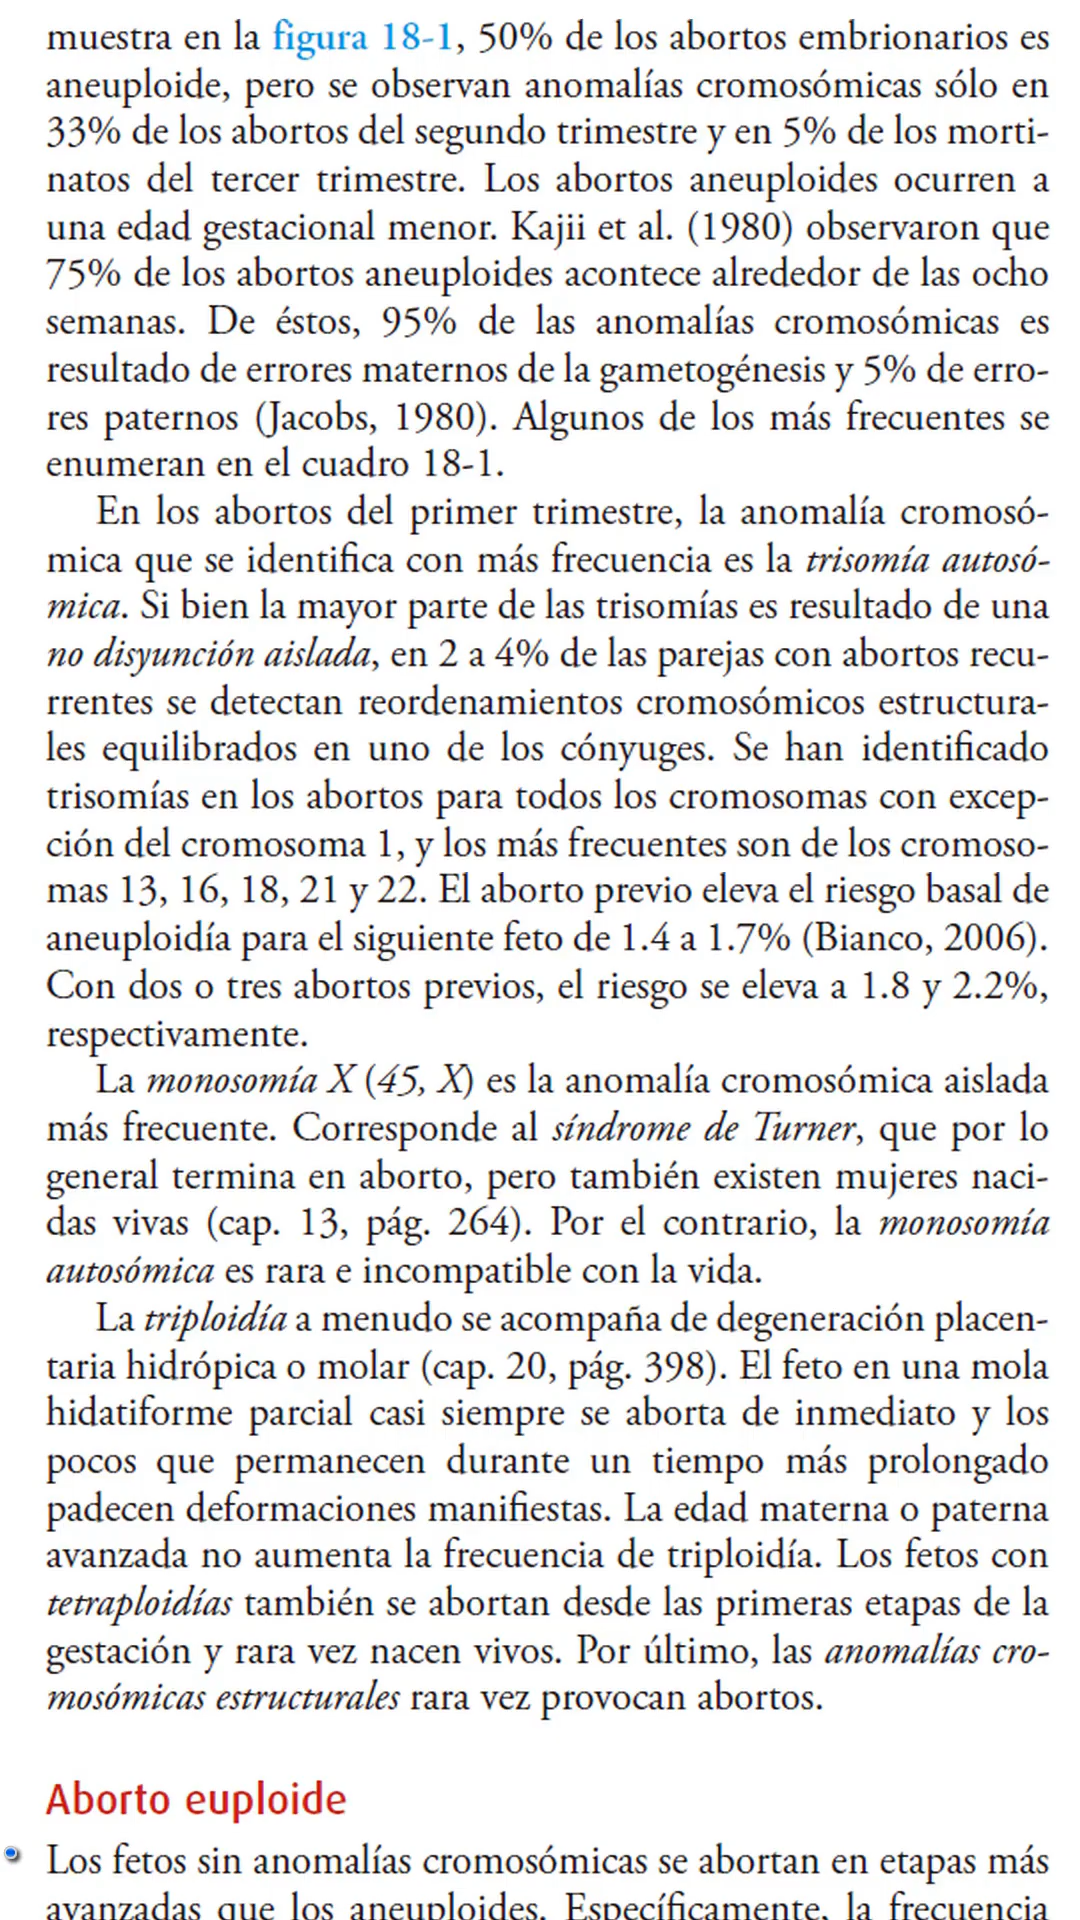 muestra en la figura 18-1, 50% de los abortos embrionarios es
aneuploide, pero se observan anomalías cromosómicas sólo en
33% de los abortos del segundo trimestre y en 5% de los morti-
natos del tercer trimestre. Los abortos aneuploides ocurren a
una edad gestacional menor. Kajii et al. (1980) observaron que
75% de los abortos aneuploides acontece alrededor de las ocho
semanas. De éstos, 95% de las anomalías cromosómicas es
resultado de errores maternos de la gametogénesis y 5% de erro-
res paternos (Jacobs, 1980). Algunos de los más frecuentes se
enumeran en el cuadro 18-1.
En los abortos del primer trimestre, la anomalía cromosó-
mica que se identifica con más frecuencia es la trisomía autosó-
mica. Si bien la mayor parte de las trisomías es resultado de una
no disyunción aislada, en 2 a 4% de las parejas con abortos recu-
rrentes se detectan reordenamientos cromosómicos estructura-
les equilibrados en uno de los cónyuges. Se han identificado
trisomías en los abortos para todos los cromosomas con excep-
ción del cromosoma 1, y los más frecuentes son de los cromoso-
mas 13, 16, 18, 21 y 22. El aborto previo eleva el riesgo basal de
aneuploidía para el siguiente feto de 1.4 a 1.7% (Bianco, 2006).
Con dos o tres abortos previos, el riesgo se eleva a 1.8 y 2.2%,
respectivamente.
La monosomía X (45, X) es la anomalía cromosómica aislada
más frecuente. Corresponde al síndrome de Turner, que por lo
general termina en aborto, pero también existen mujeres naci-
das vivas (cap. 13, pág. 264). Por el contrario, la monosomía
autosómica es rara e incompatible con la vida.
La triploidía a menudo se acompaña de degeneración placen-
taria hidrópica o molar (cap. 20, pág. 398). El feto en una mola
hidatiforme parcial casi siempre se aborta de inmediato y los
pocos que permanecen durante un tiempo más prolongado
padecen deformaciones manifiestas. La edad materna o paterna
avanzada no aumenta la frecuencia de triploidía. Los fetos con
tetraploidías también se abortan desde las primeras etapas de la
gestación y rara vez nacen vivos. Por último, las anomalías cro-
mosómicas estructurales rara vez provocan abortos.
Aborto euploide
Los fetos sin anomalías cromosómicas se abortan en etapas más
avanzadas que los aneuploides. Específicamente, la frecuencia